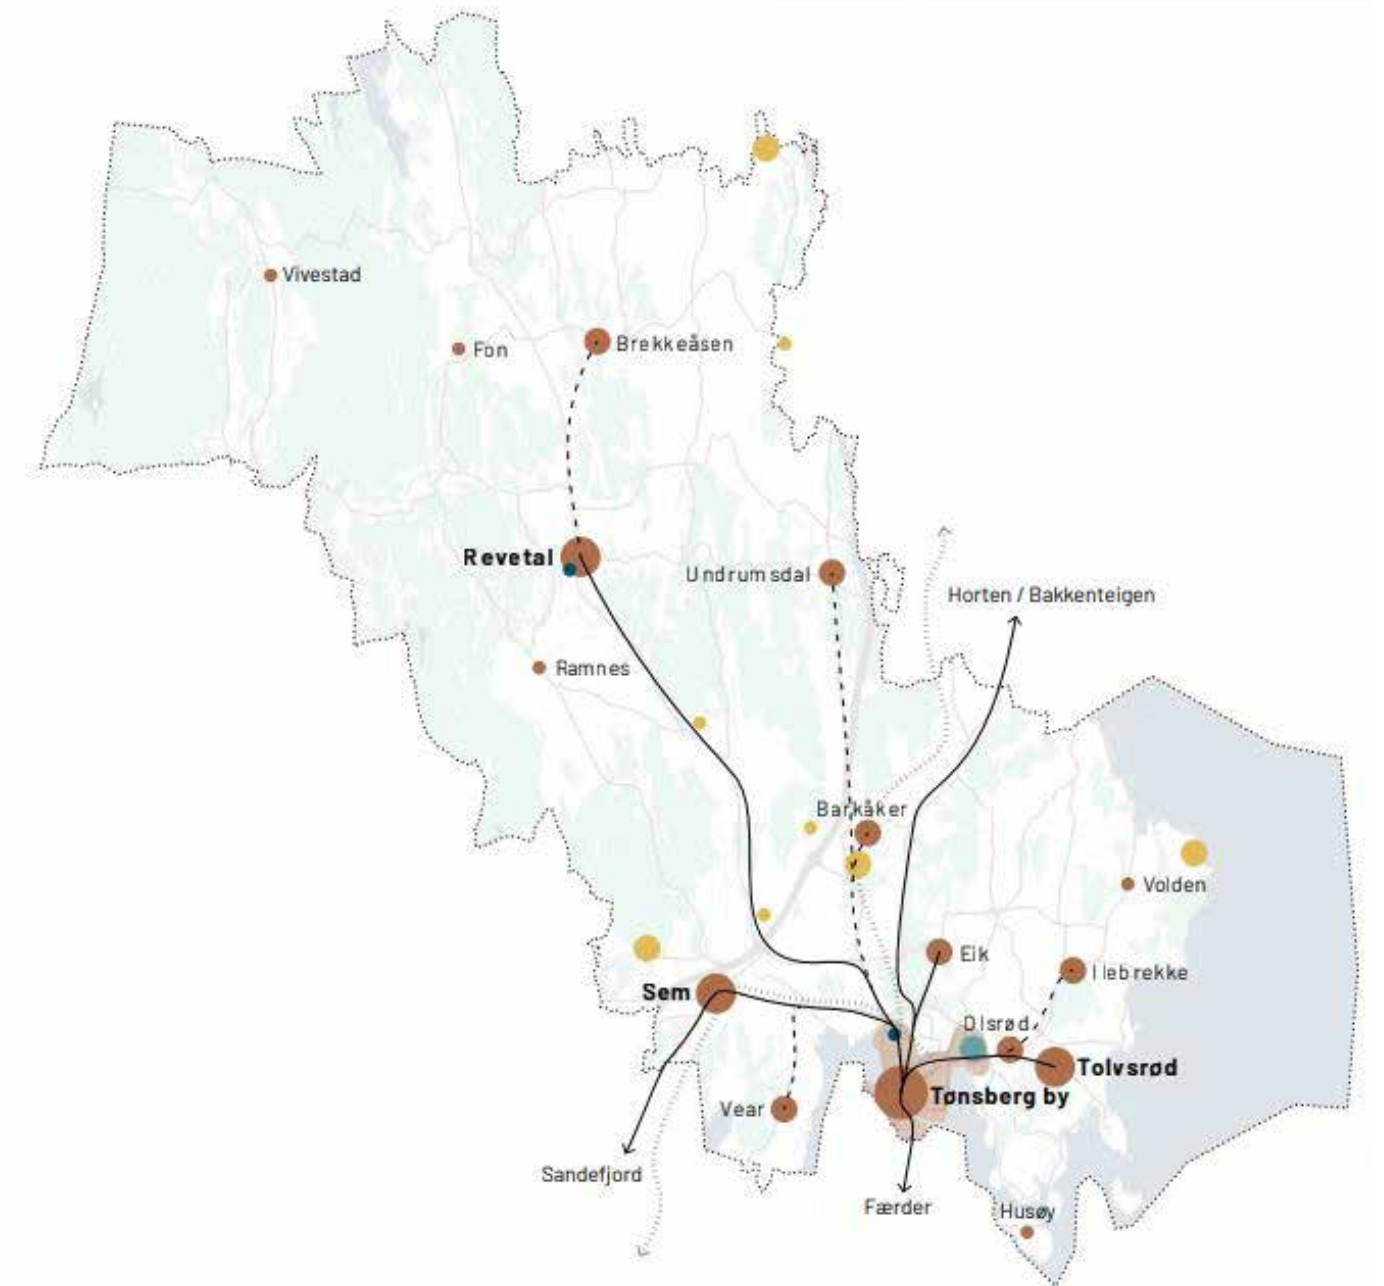 Vivestad
Fon
Brekkeåsen
Revetal
Undrumsdal
Horten / Bakkenteigen
Ramnes
Barkåker
Volden
Eik
Ilebrekke
Sem
Olsrød
Tolvsrød
Tønsberg by
Vear
Sandefjord
Færder
Husøy